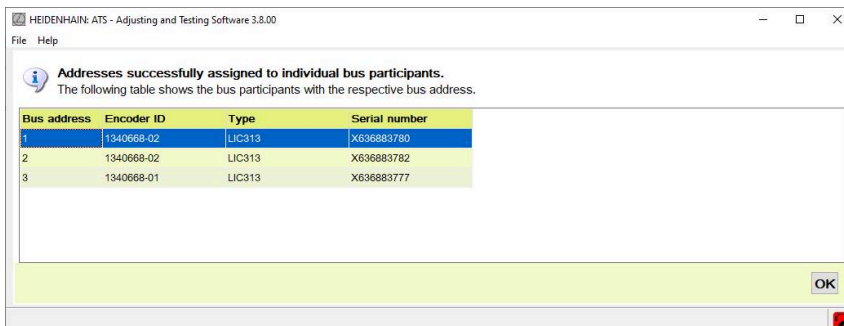 HEIDENHAIN: ATS - Adjusting and Testing Software 3.8.00
File Help
Addresses successfully assigned to individual bus participants.
The following table shows the bus participants with the respective bus address.
Bus address Encoder ID Type Serial number
1 1340668-02 LIC313 X636883780
2 1340668-02 LIC313 X636883782
3 1340668-01 LIC313 X636883777
OK